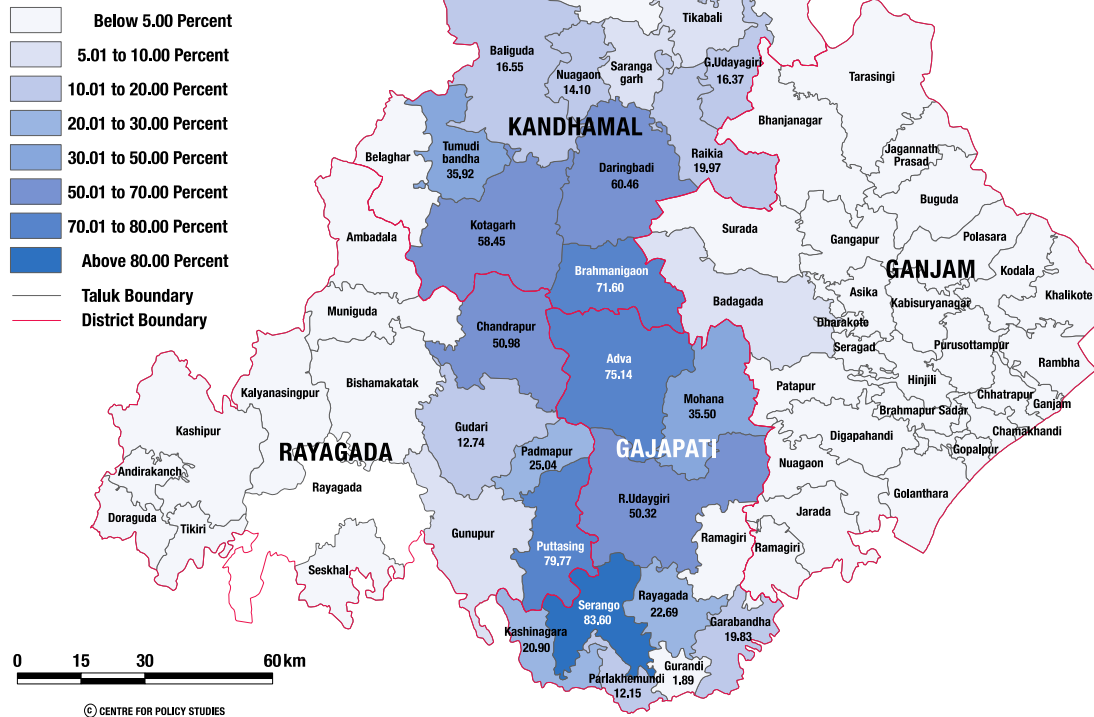 Below 5.00 Percent
5.01 to 10.00 Percent
10.01 to 20.00 Percent
20.01 to 30.00 Percent
30.01 to 50.00 Percent
50.01 to 70.00 Percent
70.01 to 80.00 Percent
Above 80.00 Percent
Taluk Boundary
District Boundary
Tikabali
Baliguda
16.55
Nuagaon
14.10
Saranga
garh
G.Udayagiri
16.37
Tarasingi
KANDHAMAL
Bhanjanagar
Belaghar
Tumudi
bandha
35,92
Daringbadi
60.46
Raikia
19.97
Jagannath
Prasad
Buguda
Ambadala
Kotagarh
58.45
Surada
Gangapur
Polasara
GANJAM
Kodala
Brahmanigaon
71.60
Badagada
Asika
Kabisuryanagar
Khalikote
Muniguda
Chandrapur
50,98
Dharakote
Seragad
Purusottampur
Rambha
Adva
75.14
Kalyanasingpur
Bishamakatak
Mohana
35.50
Patapur
Hinjili
Chhatrapur
Ganjam
Brahmapur Sadar
Chamakhandi
Kashipur
Gudari
12.74
Padmapur
25.04
GAJAPATI
Digapahandi
Gopalpur
RAYAGADA
Andirakanch
Rayagada
Nuagaon
Golanthara
R.Udaygiri
50.32
Doraguda
Tikiri
Gunupur
Jarada
Puttasing
79,77
Ramagiri
Ramagiri
Seskhal
Serango
83,60
Rayagada
22.69
Garabandha
19.83
Kashinagara
20.90
Parlakhemundi
12.15
Gurandi
1.89
0 15 30 60 km
© CENTRE FOR POLICY STUDIES